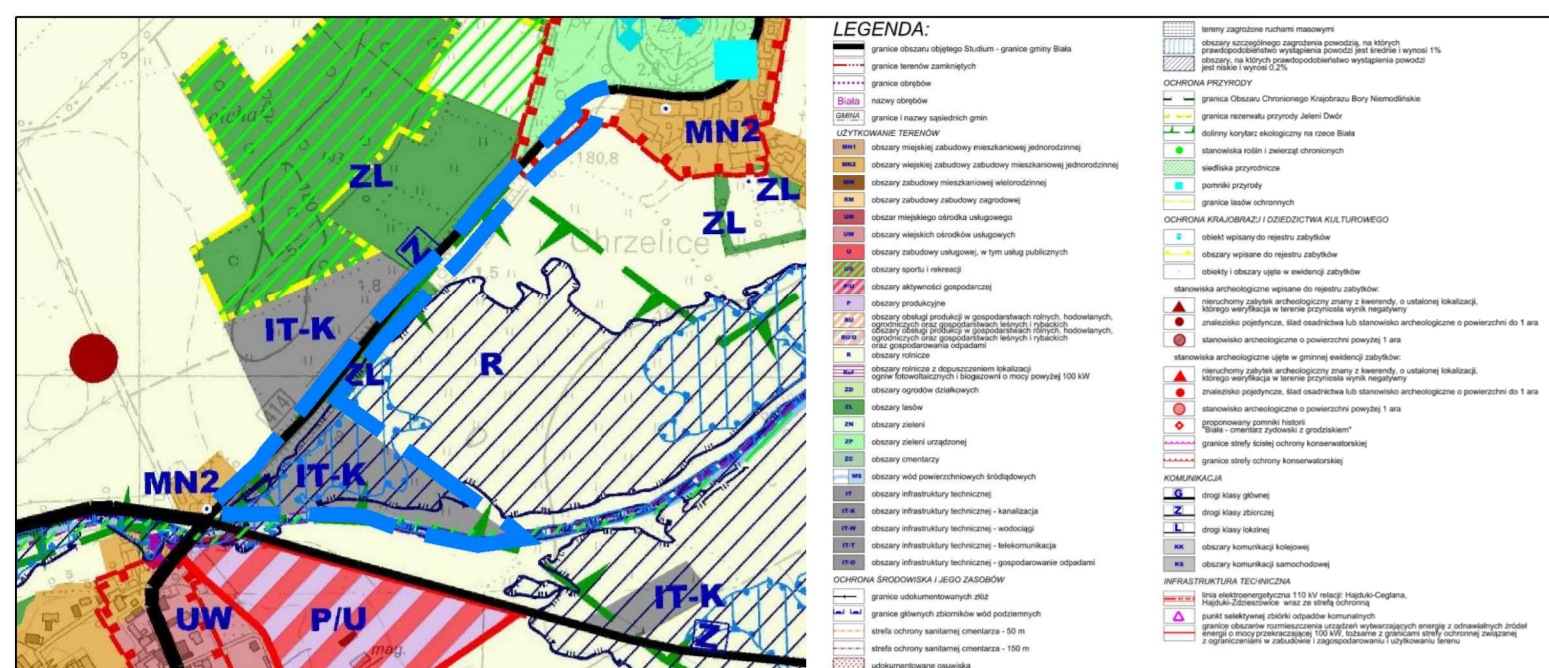 ZL
MN2
180,8
ZL
ZL
Chrzelice
Z
1,5
1,8
IT-K
ZL
R
MN2
IT-K
UW
P/U
mag.
IT-K
Z
LEGENDA:
granice obszaru objętego Studium - granice gminy Biała
granice terenów zamkniętych
granice obrębów
Biała nazwy obrębów
GMINA granice i nazwy sąsiednich gmin
UŻYTKOWANIE TERENÓW
MN1 obszary miejskiej zabudowy mieszkaniowej jednorodzinnej
MN2 obszary wiejskiej zabudowy zabudowy mieszkaniowej jednorodzinnej
MW obszary zabudowy mieszkaniowej wielorodzinnej
RM obszary zabudowy zabudowy zagrodowej
UM obszar miejskiego ośrodka usługowego
UW obszary wiejskich ośrodków usługowych
U obszary zabudowy usługowej, w tym usług publicznych
US obszary sportu i rekreacji
P/U obszary aktywności gospodarczej
P obszary produkcyjne
RU obszary obsługi produkcji w gospodarstwach rolnych, hodowlanych,
ogrodniczych oraz gospodarstwach leśnych i rybackich
RU/O obszary obsługi produkcji w gospodarstwach rolnych, hodowlanych,
ogrodniczych oraz gospodarstwach leśnych i rybackich
oraz gospodarowania odpadami
R obszary rolnicze
Ref obszary rolnicze z dopuszczeniem lokalizacji
ogniw fotowoltaicznych i biogazowni o mocy powyżej 100 kW
ZD obszary ogrodów działkowych
ZL obszary lasów
ZN obszary zieleni
ZP obszary zieleni urządzonej
ZC obszary cmentarzy
WS obszary wód powierzchniowych śródlądowych
IT obszary infrastruktury technicznej
IT-K obszary infrastruktury technicznej - kanalizacja
IT-W obszary infrastruktury technicznej - wodociągi
IT-T obszary infrastruktury technicznej - telekomunikacja
IT-O obszary infrastruktury technicznej - gospodarowanie odpadami
OCHRONA ŚRODOWISKA I JEGO ZASOBÓW
granice udokumentowanych złóż
granice głównych zbiorników wód podziemnych
strefa ochrony sanitarnej cmentarza - 50 m
strefa ochrony sanitarnej cmentarza - 150 m
udokumentowane osuwiska
tereny zagrożone ruchami masowymi
obszary szczególnego zagrożenia powodzią, na których
prawdopodobieństwo wystąpienia powodzi jest średnie i wynosi 1%
obszary, na których prawdopodobieństwo wystąpienia powodzi
jest niskie i wynosi 0,2%
OCHRONA PRZYRODY
granica Obszaru Chronionego Krajobrazu Bory Niemodlińskie
granica rezerwatu przyrody Jeleni Dwór
dolinny korytarz ekologiczny na rzece Biała
stanowiska roślin i zwierząt chronionych
siedliska przyrodnicze
pomniki przyrody
granice lasów ochronnych
OCHRONA KRAJOBRAZU I DZIEDZICTWA KULTUROWEGO
obiekt wpisany do rejestru zabytków
obszary wpisane do rejestru zabytków
obiekty i obszary ujęte w ewidencji zabytków
stanowiska archeologiczne wpisane do rejestru zabytków:
nieruchomy zabytek archeologiczny znany z kwerendy, o ustalonej lokalizacji,
którego weryfikacja w terenie przyniosła wynik negatywny
znalezisko pojedyncze, ślad osadnictwa lub stanowisko archeologiczne o powierzchni do 1 ara
stanowisko archeologiczne o powierzchni powyżej 1 ara
stanowiska archeologiczne ujęte w gminnej ewidencji zabytków:
nieruchomy zabytek archeologiczny znany z kwerendy, o ustalonej lokalizacji,
którego weryfikacja w terenie przyniosła wynik negatywny
znalezisko pojedyncze, ślad osadnictwa lub stanowisko archeologiczne o powierzchni do 1 ara
stanowisko archeologiczne o powierzchni powyżej 1 ara
proponowany pomniki historii
"Biała - cmentarz żydowski z grodziskiem"
granice strefy ścisłej ochrony konserwatorskiej
granice strefy ochrony konserwatorskiej
KOMUNIKACJA
G drogi klasy głównej
Z drogi klasy zbiorczej
L drogi klasy lokalnej
KK obszary komunikacji kolejowej
KS obszary komunikacji samochodowej
INFRASTRUKTURA TECHNICZNA
linia elektroenergetyczna 110 kV relacji: Hajduki-Ceglana,
Hajduki-Zdzieszowice wraz ze strefą ochronną
punkt selektywnej zbiórki odpadów komunalnych
granice obszarów rozmieszczenia urządzeń wytwarzających energię z odnawialnych źródeł
energii o mocy przekraczającej 100 kW, tożsame z granicami strefy ochronnej związanej
z ograniczeniami w zabudowie i zagospodarowaniu i użytkowaniu terenu